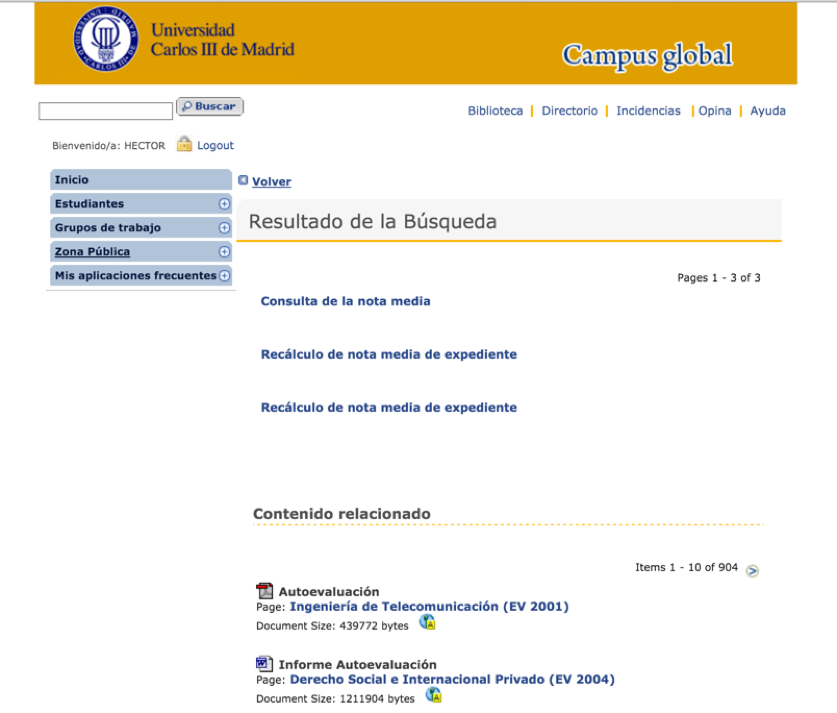 Universidad
Carlos III de Madrid
Campus global
Buscar
Biblioteca | Directorio | Incidencias | Opina | Ayuda
Bienvenido/a: HECTOR Logout
Inicio
Estudiantes
Grupos de trabajo
Zona Pública
Mis aplicaciones frecuentes
Volver
Resultado de la Búsqueda
Pages 1 - 3 of 3
Consulta de la nota media
Recálculo de nota media de expediente
Recálculo de nota media de expediente
Contenido relacionado
Items 1 - 10 of 904
Autoevaluación
Page: Ingeniería de Telecomunicación (EV 2001)
Document Size: 439772 bytes
Informe Autoevaluación
Page: Derecho Social e Internacional Privado (EV 2004)
Document Size: 1211904 bytes